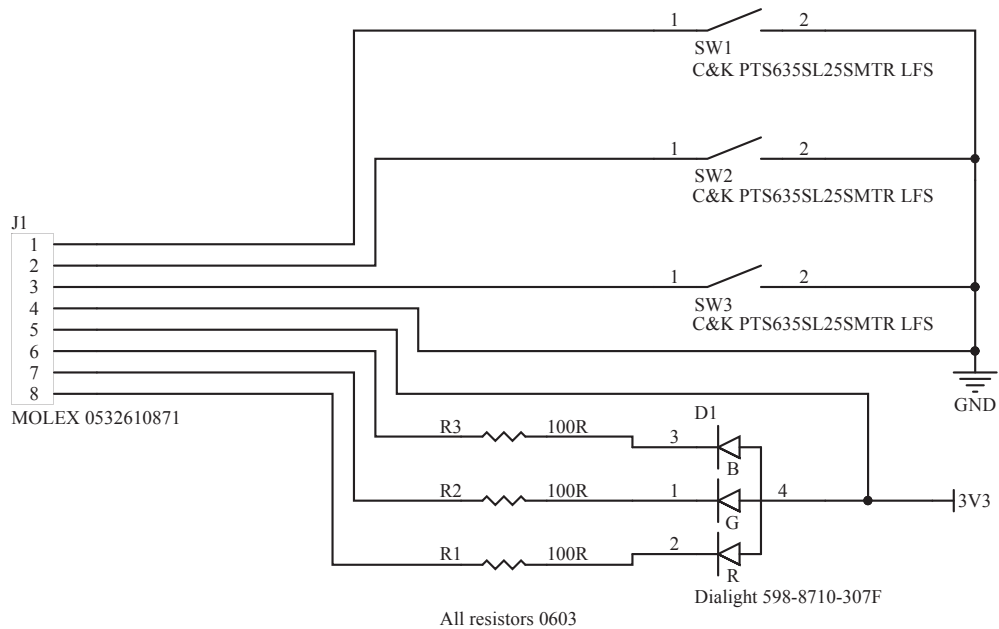 1 2
SW1
C&K PTS635SL25SMTR LFS
1 2
SW2
C&K PTS635SL25SMTR LFS
J1
1
2
3
4
5
6
7
8
MOLEX 0532610871
1 2
SW3
C&K PTS635SL25SMTR LFS
GND
D1
R3 100R 3
B
R2 100R 1 4 3V3
G
R1 100R 2
R
Dialight 598-8710-307F
All resistors 0603